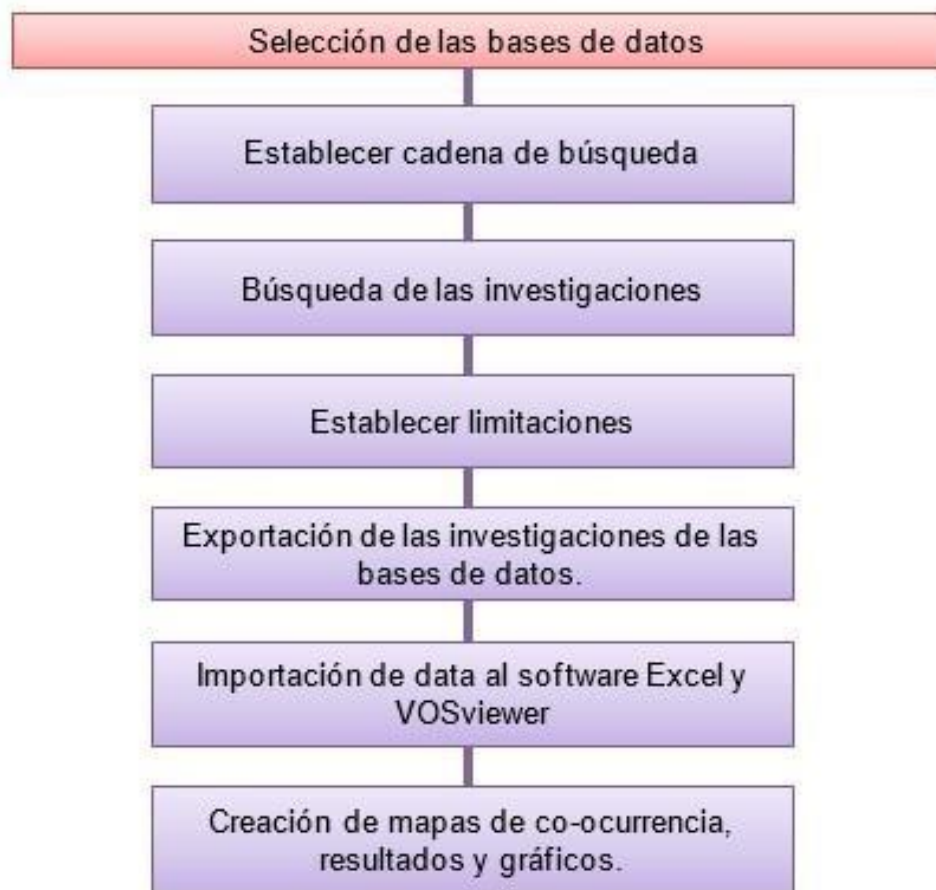 Selección de las bases de datos
Establecer cadena de búsqueda
Búsqueda de las investigaciones
Establecer limitaciones
Exportación de las investigaciones de las
bases de datos.
Importación de data al software Excel y
VOSviewer
Creación de mapas de co-ocurrencia,
resultados y gráficos.